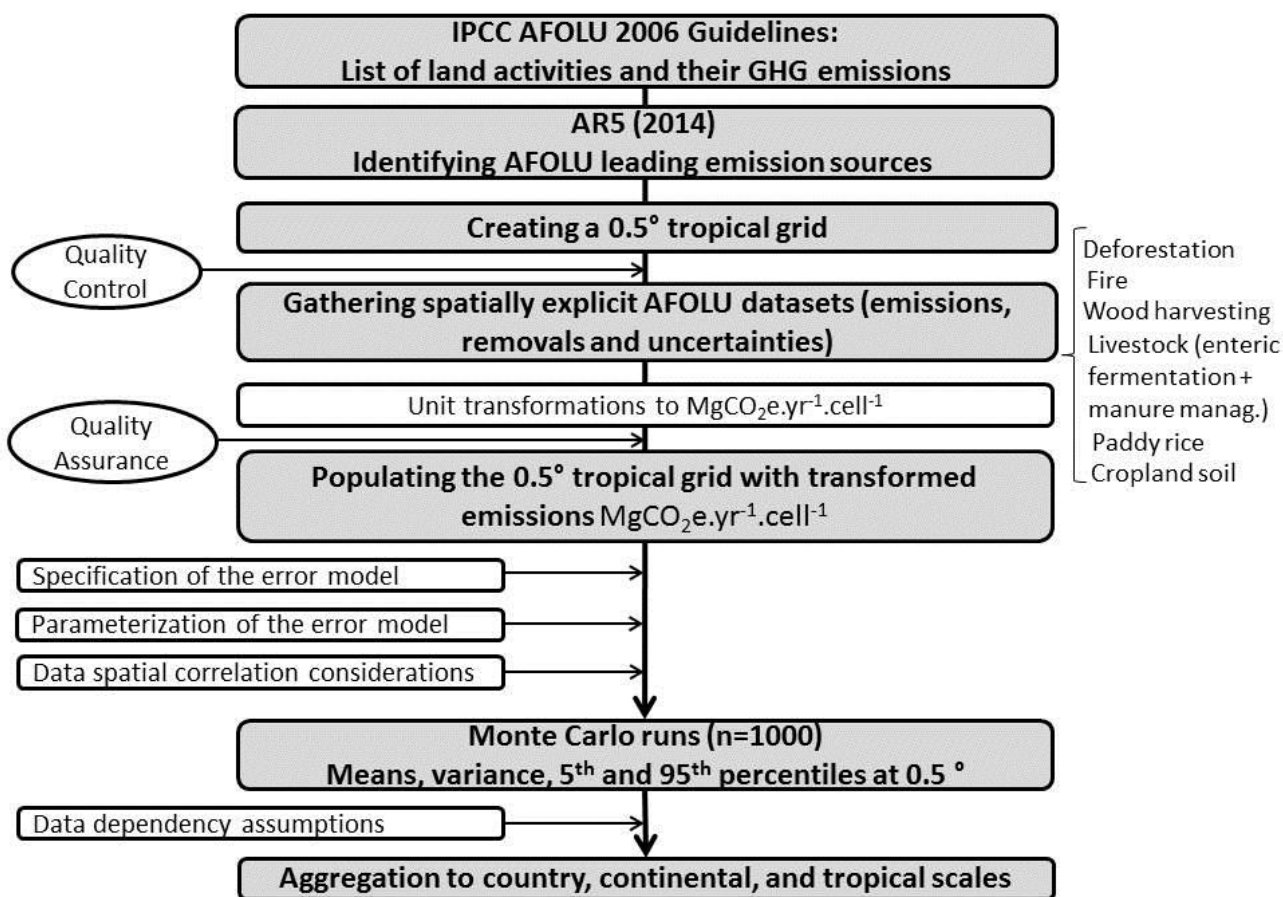 IPCC AFOLU 2006 Guidelines:
List of land activities and their GHG emissions
AR5 (2014)
Identifying AFOLU leading emission sources
Creating a 0.5° tropical grid
Quality
Control
Gathering spatially explicit AFOLU datasets (emissions,
removals and uncertainties)
Deforestation
Fire
Wood harvesting
Livestock (enteric
fermentation +
manure manag.)
Paddy rice
Cropland soil
Unit transformations to MgCO₂e.yr⁻¹.cell⁻¹
Quality
Assurance
Populating the 0.5° tropical grid with transformed
emissions MgCO₂e.yr⁻¹.cell⁻¹
Specification of the error model
Parameterization of the error model
Data spatial correlation considerations
Monte Carlo runs (n=1000)
Means, variance, 5ᵗʰ and 95ᵗʰ percentiles at 0.5 °
Data dependency assumptions
Aggregation to country, continental, and tropical scales